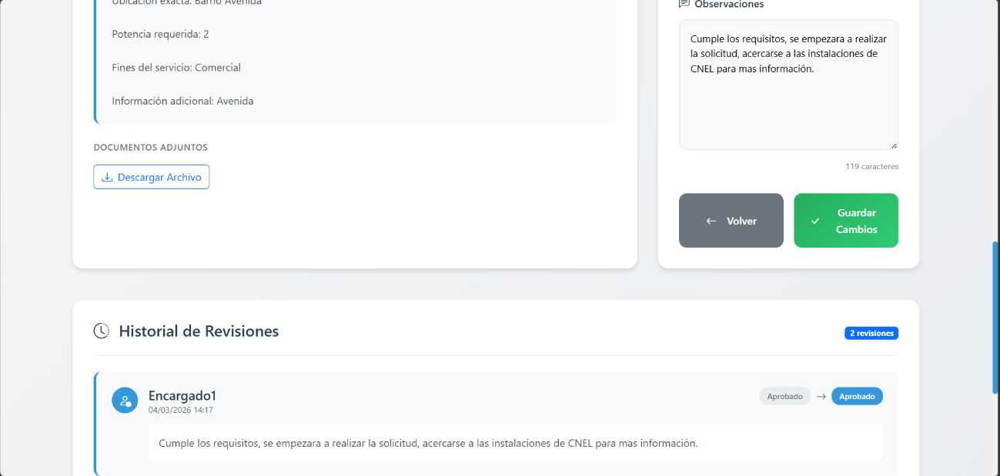 Ubicación exacta: Barrio Avenida
Potencia requerida: 2
Fines del servicio: Comercial
Información adicional: Avenida
DOCUMENTOS ADJUNTOS
Descargar Archivo
Observaciones
Cumple los requisitos, se empezara a realizar
la solicitud, acercarse a las instalaciones de
CNEL para mas información.
119 caracteres
Volver
Guardar
Cambios
Historial de Revisiones
2 revisiones
Encargado1
04/03/2026 14:17
Aprobado → Aprobado
Cumple los requisitos, se empezara a realizar la solicitud, acercarse a las instalaciones de CNEL para mas información.